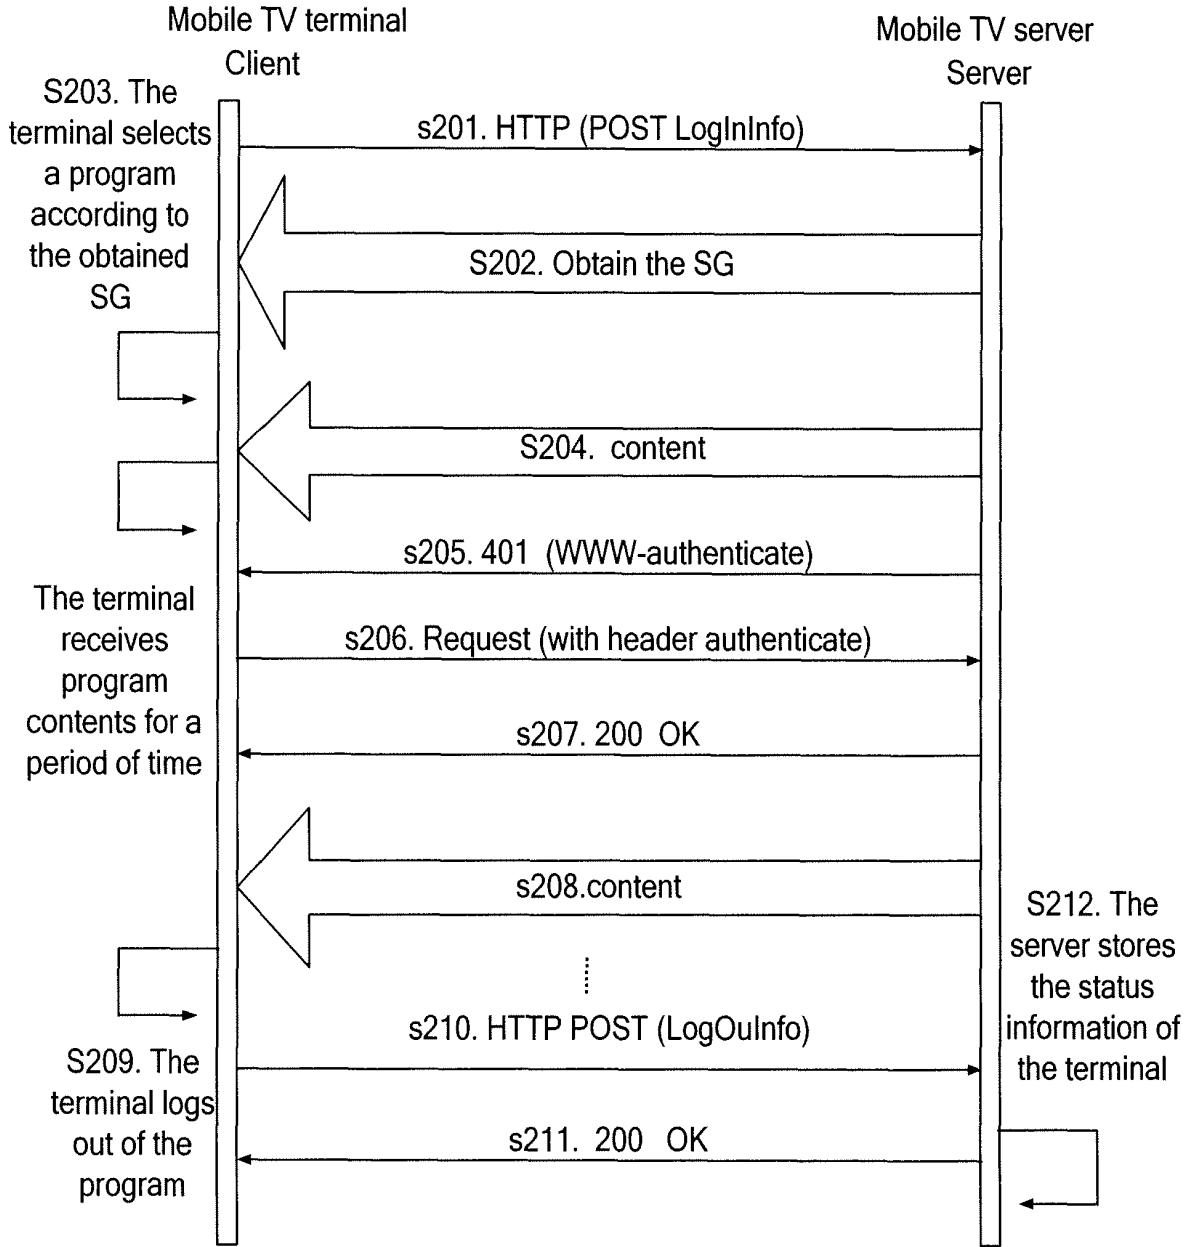 Mobile TV terminal
Client
Mobile TV server
Server
S203. The
terminal selects
a program
according to
the obtained
SG
s201. HTTP (POST LogInInfo)
S202. Obtain the SG
S204. content
s205. 401 (WWW-authenticate)
The terminal
receives
program
contents for a
period of time
s206. Request (with header authenticate)
s207. 200 OK
s208.content
S212. The
server stores
the status
information of
the terminal
s210. HTTP POST (LogOuInfo)
S209. The
terminal logs
out of the
program
s211. 200 OK